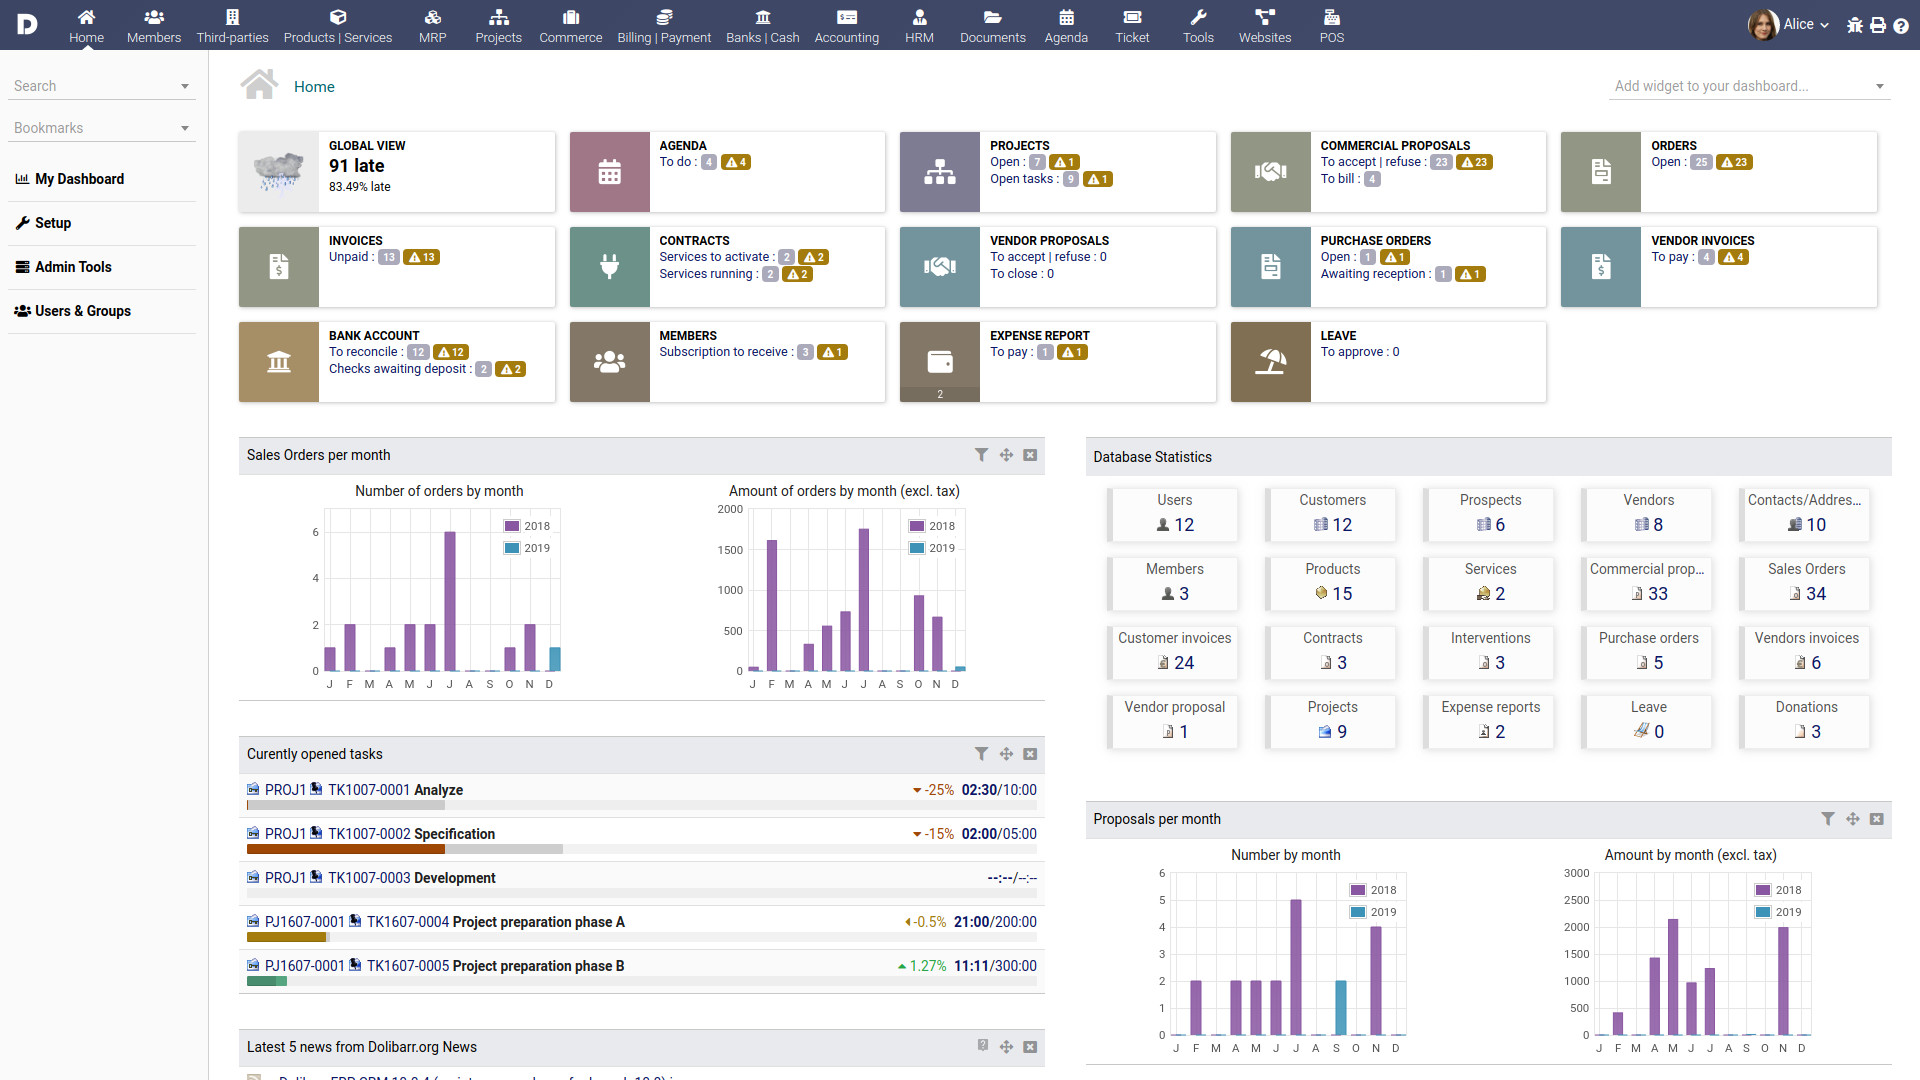 D
Home
Members
Third-parties
Products | Services
MRP
Projects
Commerce
Billing | Payment
Banks | Cash
Accounting
HRM
Documents
Agenda
Ticket
Tools
Websites
POS
Alice
Search
Bookmarks
My Dashboard
Setup
Admin Tools
Users & Groups
Home
Add widget to your dashboard...
GLOBAL VIEW
91 late
83.49% late
AGENDA
To do : 4 4
PROJECTS
Open : 7 1
Open tasks : 9 1
COMMERCIAL PROPOSALS
To accept | refuse : 23 23
To bill : 4
ORDERS
Open : 25 23
INVOICES
Unpaid : 13 13
CONTRACTS
Services to activate : 2 2
Services running : 2 2
VENDOR PROPOSALS
To accept | refuse : 0
To close : 0
PURCHASE ORDERS
Open : 1 1
Awaiting reception : 1 1
VENDOR INVOICES
To pay : 4 4
BANK ACCOUNT
To reconcile : 12 12
Checks awaiting deposit : 2 2
MEMBERS
Subscription to receive : 3 1
2
EXPENSE REPORT
To pay : 1 1
LEAVE
To approve : 0
Sales Orders per month
Number of orders by month
6
4
2
0
J F M A M J J A S O N D
2018
2019
Amount of orders by month (excl. tax)
2000
1500
1000
500
0
J F M A M J J A S O N D
2018
2019
Curently opened tasks
PROJ1 TK1007-0001 Analyze -25% 02:30/10:00
PROJ1 TK1007-0002 Specification -15% 02:00/05:00
PROJ1 TK1007-0003 Development --:--/--:--
PJ1607-0001 TK1607-0004 Project preparation phase A -0.5% 21:00/200:00
PJ1607-0001 TK1607-0005 Project preparation phase B 1.27% 11:11/300:00
Latest 5 news from Dolibarr.org News
Database Statistics
Users
12
Customers
12
Prospects
6
Vendors
8
Contacts/Addres...
10
Members
3
Products
15
Services
2
Commercial prop...
33
Sales Orders
34
Customer invoices
24
Contracts
3
Interventions
3
Purchase orders
5
Vendors invoices
6
Vendor proposal
1
Projects
9
Expense reports
2
Leave
0
Donations
3
Proposals per month
Number by month
6
5
4
3
2
1
0
J F M A M J J A S O N D
2018
2019
Amount by month (excl. tax)
3000
2500
2000
1500
1000
500
0
J F M A M J J A S O N D
2018
2019